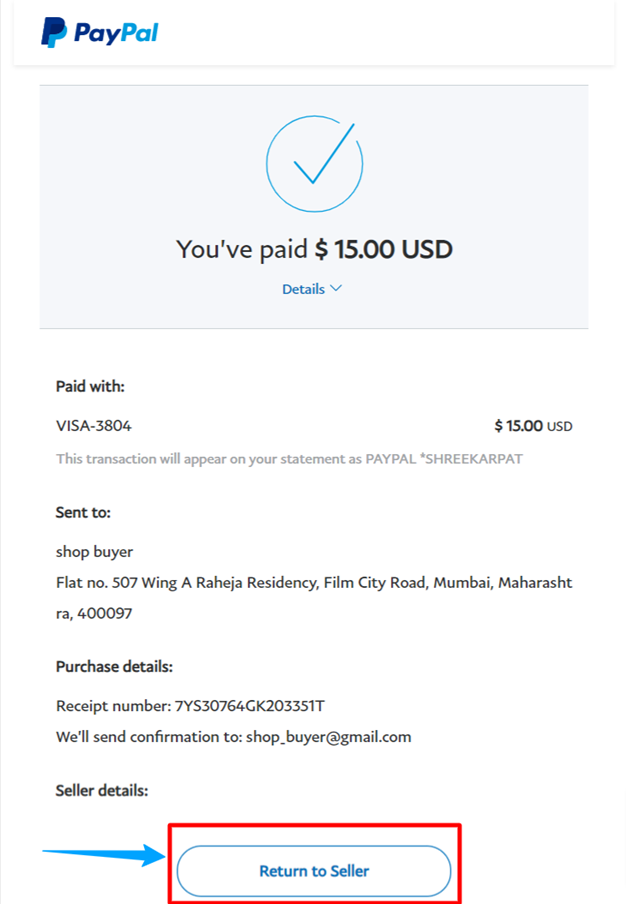 PayPal
You've paid $ 15.00 USD
Details
Paid with:
VISA-3804 $ 15.00 USD
This transaction will appear on your statement as PAYPAL *SHREEKARPAT
Sent to:
shop buyer
Flat no. 507 Wing A Raheja Residency, Film City Road, Mumbai, Maharasht
ra, 400097
Purchase details:
Receipt number: 7YS30764GK203351T
We'll send confirmation to: shop_buyer@gmail.com
Seller details:
Return to Seller